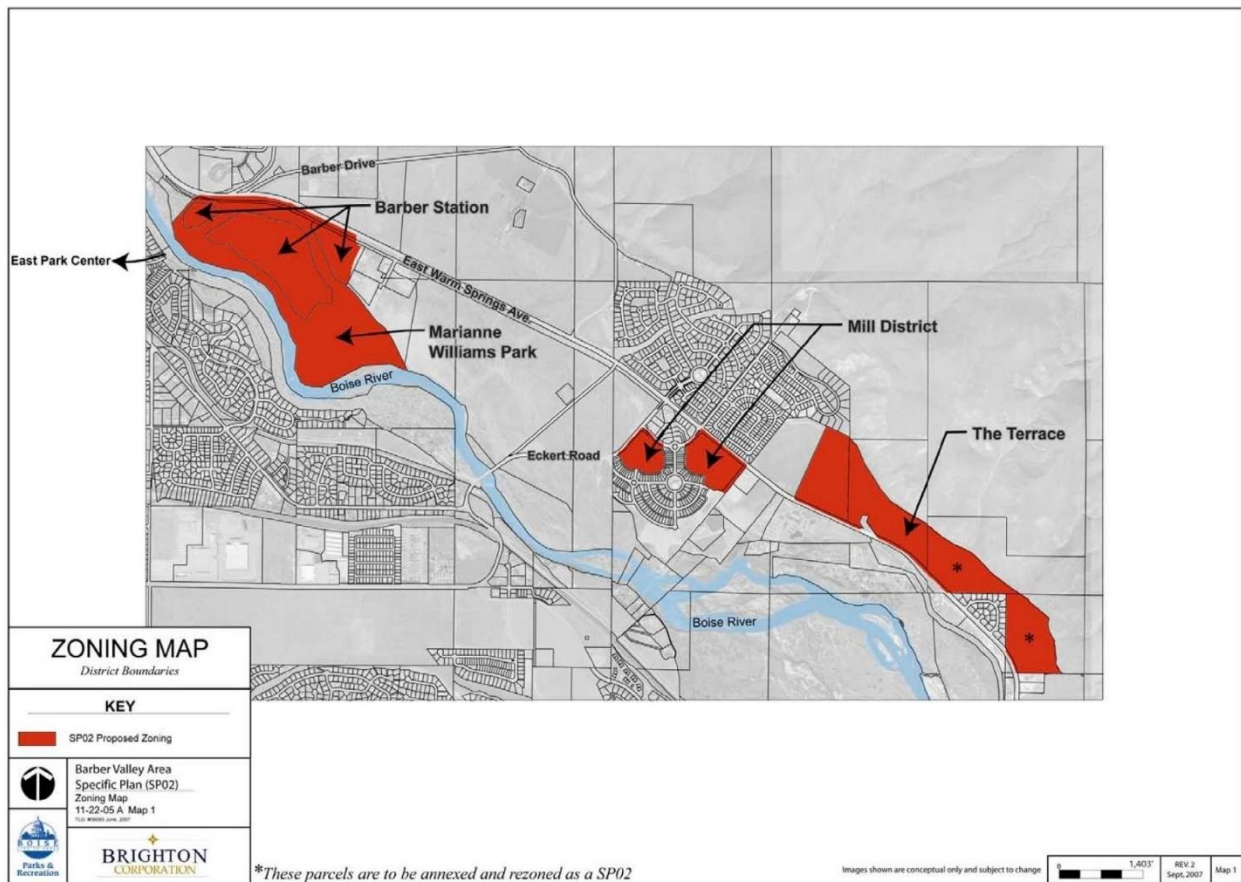 Barber Drive
Barber Station
East Park Center
East Warm Springs Ave.
Marianne
Williams Park
Mill District
Boise River
The Terrace
Eckert Road
*
Boise River
*
ZONING MAP
District Boundaries
KEY
SP02 Proposed Zoning
Barber Valley Area
Specific Plan (SP02)
Zoning Map
11-22-05 A Map 1
BOISE
Parks &
Recreation
BRIGHTON
CORPORATION
*These parcels are to be annexed and rezoned as a SP02
Images shown are conceptual only and subject to change
0 1,403'
REV. 2
Sept, 2007
Map 1